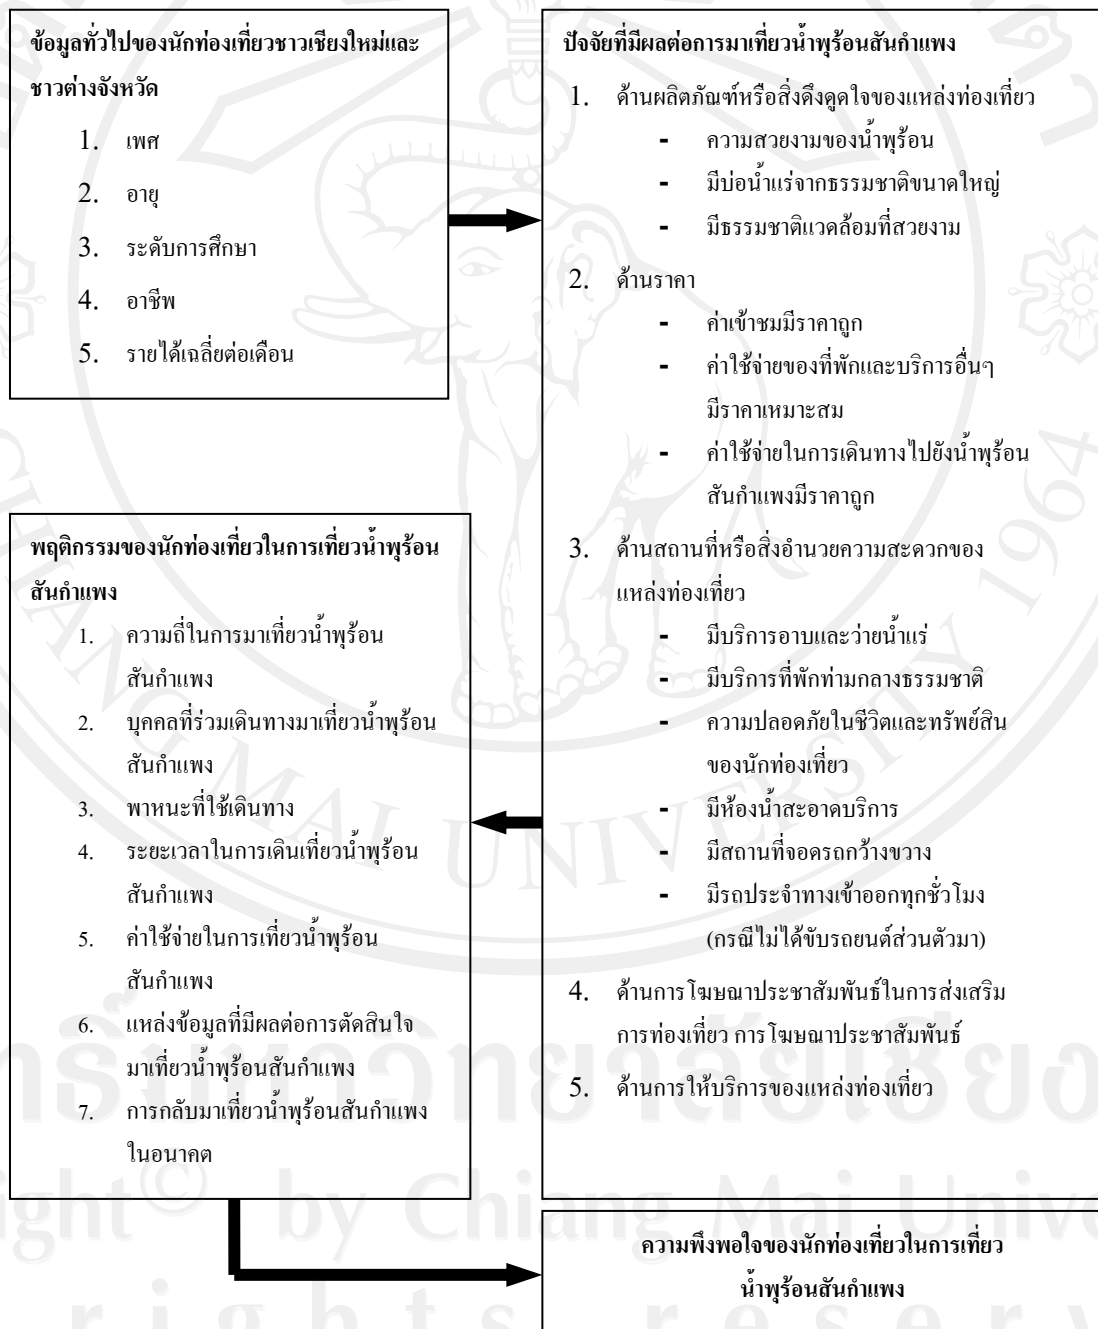 ข้อมูลทั่วไปของนักท่องเที่ยวชาวเชียงใหม่และ
ชาวต่างจังหวัด
1. เพศ
2. อายุ
3. ระดับการศึกษา
4. อาชีพ
5. รายได้เฉลี่ยต่อเดือน
ปัจจัยที่มีผลต่อการมาเที่ยวน้ำพุร้อนสันกำแพง
1. ด้านผลิตภัณฑ์หรือสิ่งดึงดูดใจของแหล่งท่องเที่ยว
- ความสวยงามของน้ำพุร้อน
- มีบ่อน้ำแร่จากธรรมชาติขนาดใหญ่
- มีธรรมชาติแวดล้อมที่สวยงาม
2. ด้านราคา
- ค่าเข้าชมมีราคาถูก
- ค่าใช้จ่ายของที่พักและบริการอื่นๆ
มีราคาเหมาะสม
- ค่าใช้จ่ายในการเดินทางไปยังน้ำพุร้อน
สันกำแพงมีราคาถูก
3. ด้านสถานที่หรือสิ่งอำนวยความสะดวกของ
แหล่งท่องเที่ยว
- มีบริการอาบและว่ายน้ำแร่
- มีบริการที่พักท่ามกลางธรรมชาติ
- ความปลอดภัยในชีวิตและทรัพย์สิน
ของนักท่องเที่ยว
- มีห้องน้ำสะอาดบริการ
- มีสถานที่จอดรถกว้างขวาง
- มีรถประจำทางเข้าออกทุกชั่วโมง
(กรณีไม่ได้ขับรถยนต์ส่วนตัวมา)
4. ด้านการโฆษณาประชาสัมพันธ์ในการส่งเสริม
การท่องเที่ยว การโฆษณาประชาสัมพันธ์
5. ด้านการให้บริการของแหล่งท่องเที่ยว
พฤติกรรมของนักท่องเที่ยวในการเที่ยวน้ำพุร้อน
สันกำแพง
1. ความถี่ในการมาเที่ยวน้ำพุร้อน
สันกำแพง
2. บุคคลที่ร่วมเดินทางมาเที่ยวน้ำพุร้อน
สันกำแพง
3. พาหนะที่ใช้เดินทาง
4. ระยะเวลาในการเดินเที่ยวน้ำพุร้อน
สันกำแพง
5. ค่าใช้จ่ายในการเที่ยวน้ำพุร้อน
สันกำแพง
6. แหล่งข้อมูลที่มีผลต่อการตัดสินใจ
มาเที่ยวน้ำพุร้อนสันกำแพง
7. การกลับมาเที่ยวน้ำพุร้อนสันกำแพง
ในอนาคต
ความพึงพอใจของนักท่องเที่ยวในการเที่ยว
น้ำพุร้อนสันกำแพง
CHIANG MAI UNIVERSITY 1964
by Chiang Mai